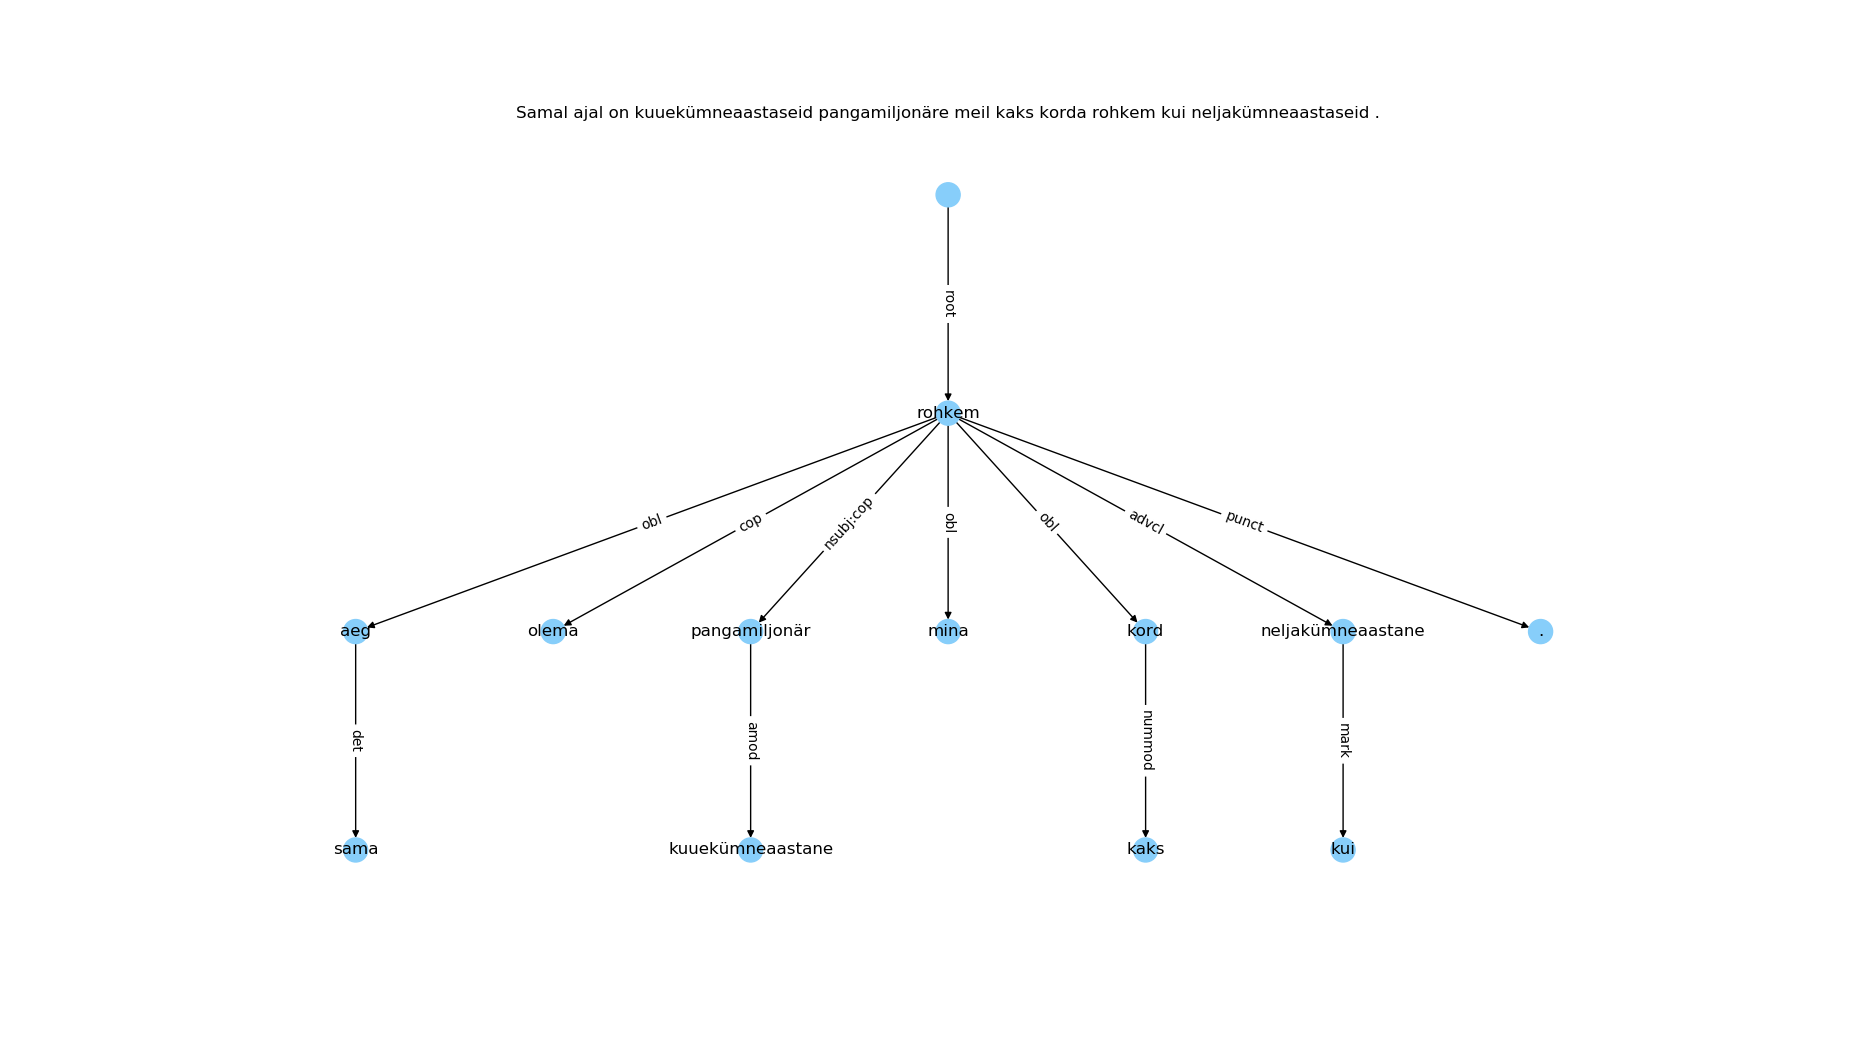 Samal ajal on kuuekümneaastaseid pangamiljonäre meil kaks korda rohkem kui neljakümneaastaseid .
root
rohkem
obl cop nsubj:cop obl obl advcl punct
aeg olema pangamiljonär mina kord neljakümneaastane .
det amod nummod mark
sama kuuekümneaastane kaks kui